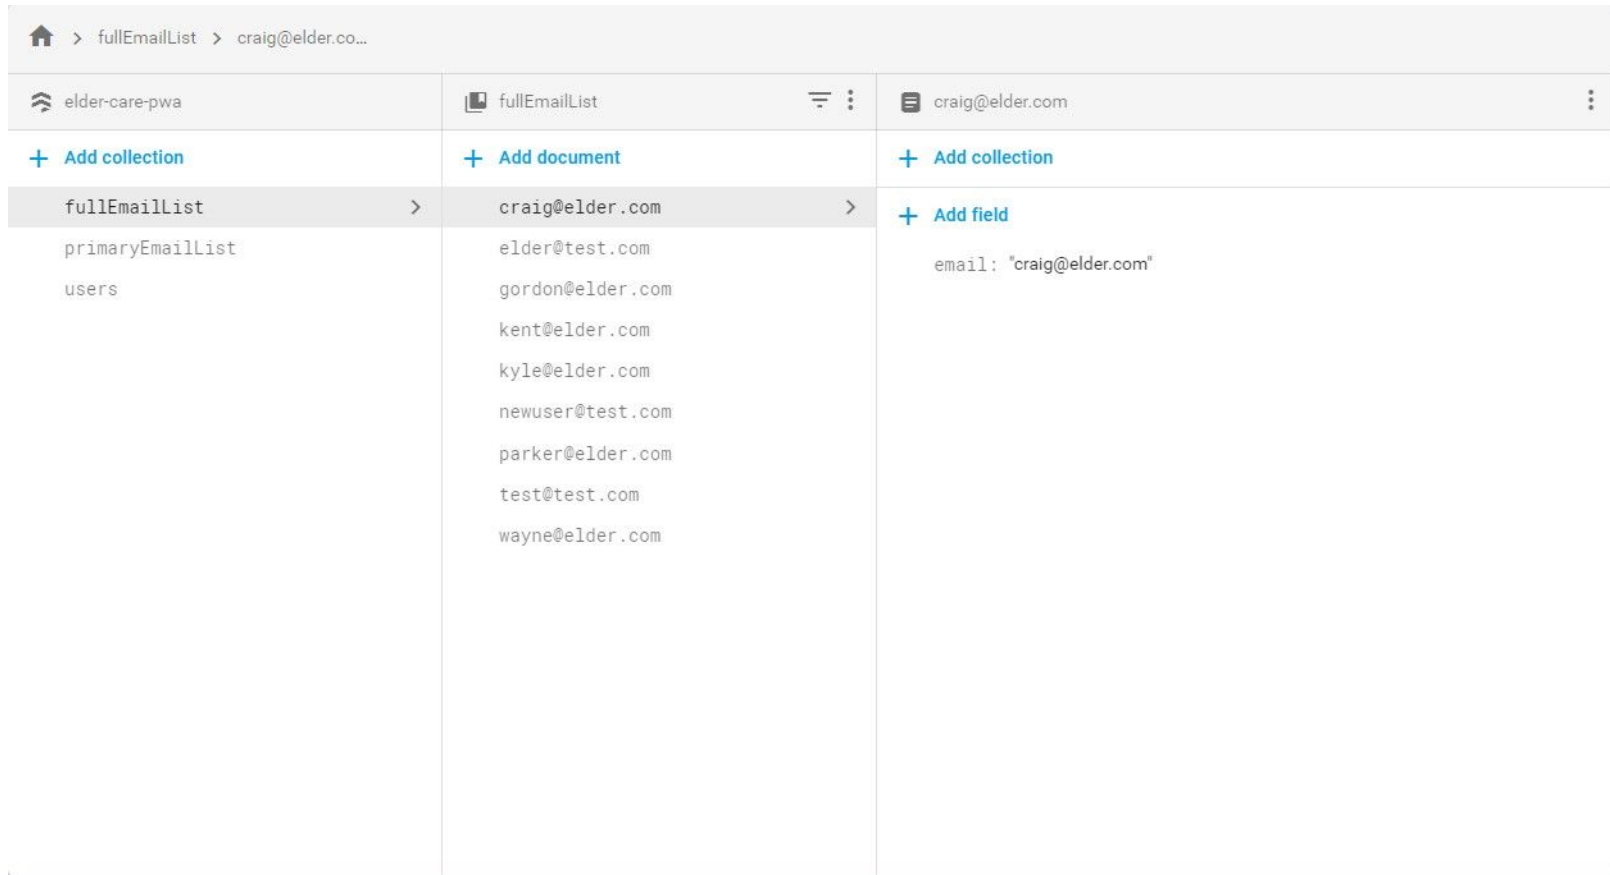 fullEmailList craig@elder.co...
elder-care-pwa
Add collection
fullEmailList
primaryEmailList
users
fullEmailList
Add document
craig@elder.com
elder@test.com
gordon@elder.com
kent@elder.com
kyle@elder.com
newuser@test.com
parker@elder.com
test@test.com
wayne@elder.com
craig@elder.com
Add collection
Add field
email: "craig@elder.com"